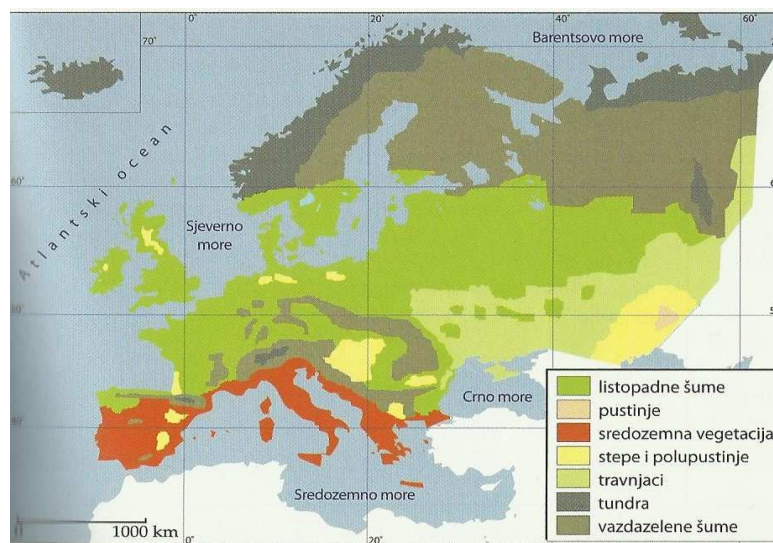 0°
20°
40°
60°
70°
Barentsovo more
Atlantski ocean
60°
Sjeverno
more
50°
Crno more
40°
Sredozemno more
1000 km
0°
20°
listopadne šume
pustinje
sredozemna vegetacija
stepe i polupustinje
travnjaci
tundra
vazdazelene šume